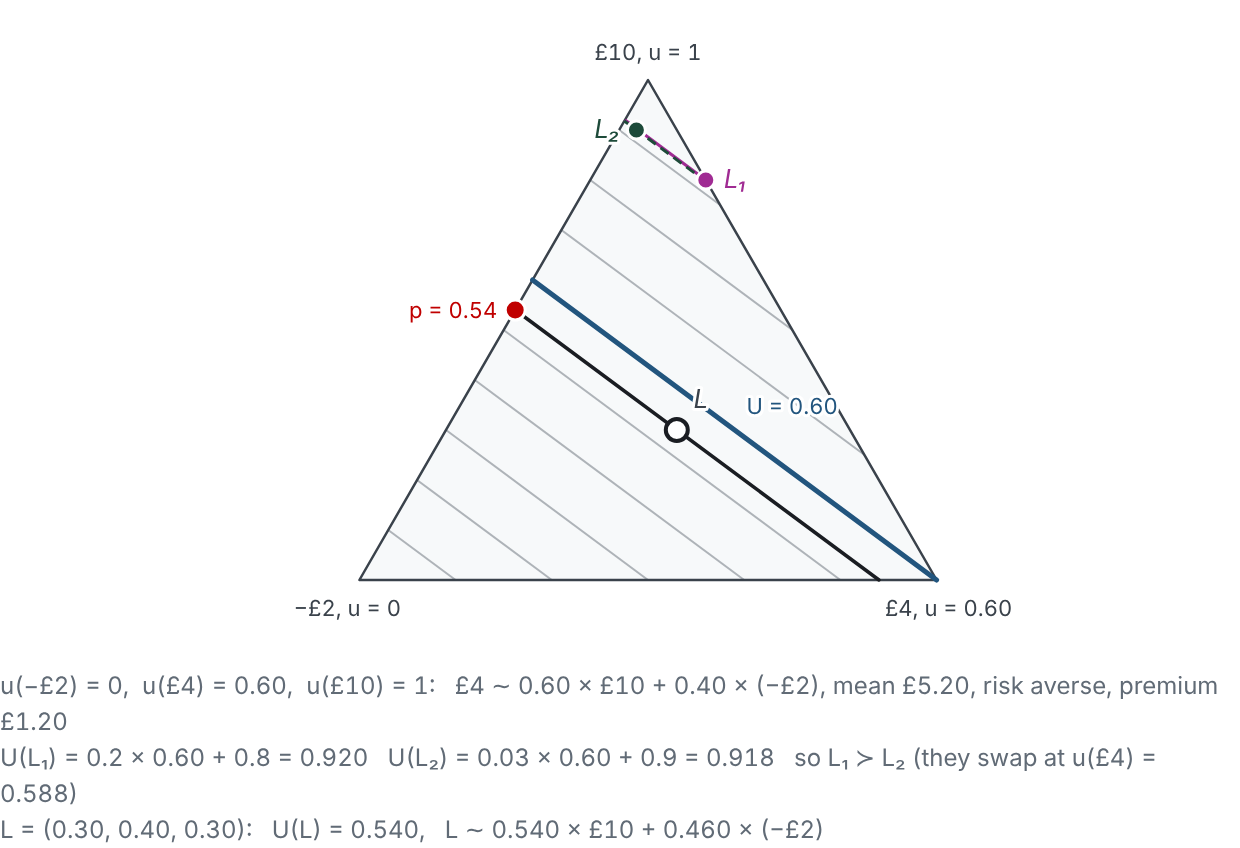 £10, u = 1
L₂
L₁
p = 0.54
L
U = 0.60
−£2, u = 0
£4, u = 0.60
u(−£2) = 0,  u(£4) = 0.60,  u(£10) = 1:   £4 ∼ 0.60 × £10 + 0.40 × (−£2), mean £5.20, risk averse, premium
£1.20
U(L₁) = 0.2 × 0.60 + 0.8 = 0.920   U(L₂) = 0.03 × 0.60 + 0.9 = 0.918   so L₁ ≻ L₂ (they swap at u(£4) =
0.588)
L = (0.30, 0.40, 0.30):   U(L) = 0.540,   L ∼ 0.540 × £10 + 0.460 × (−£2)